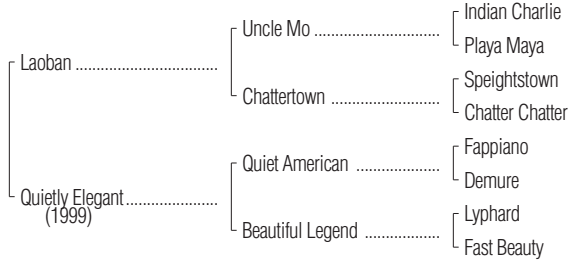 Indian Charlie
Uncle Mo ................................
Playa Maya
Laoban ....................................
Speightstown
Chattertown ...........................
Chatter Chatter
Fappiano
Quiet American .....................
Demure
Quietly Elegant .......................
(1999)
Lyphard
Beautiful Legend ...................
Fast Beauty